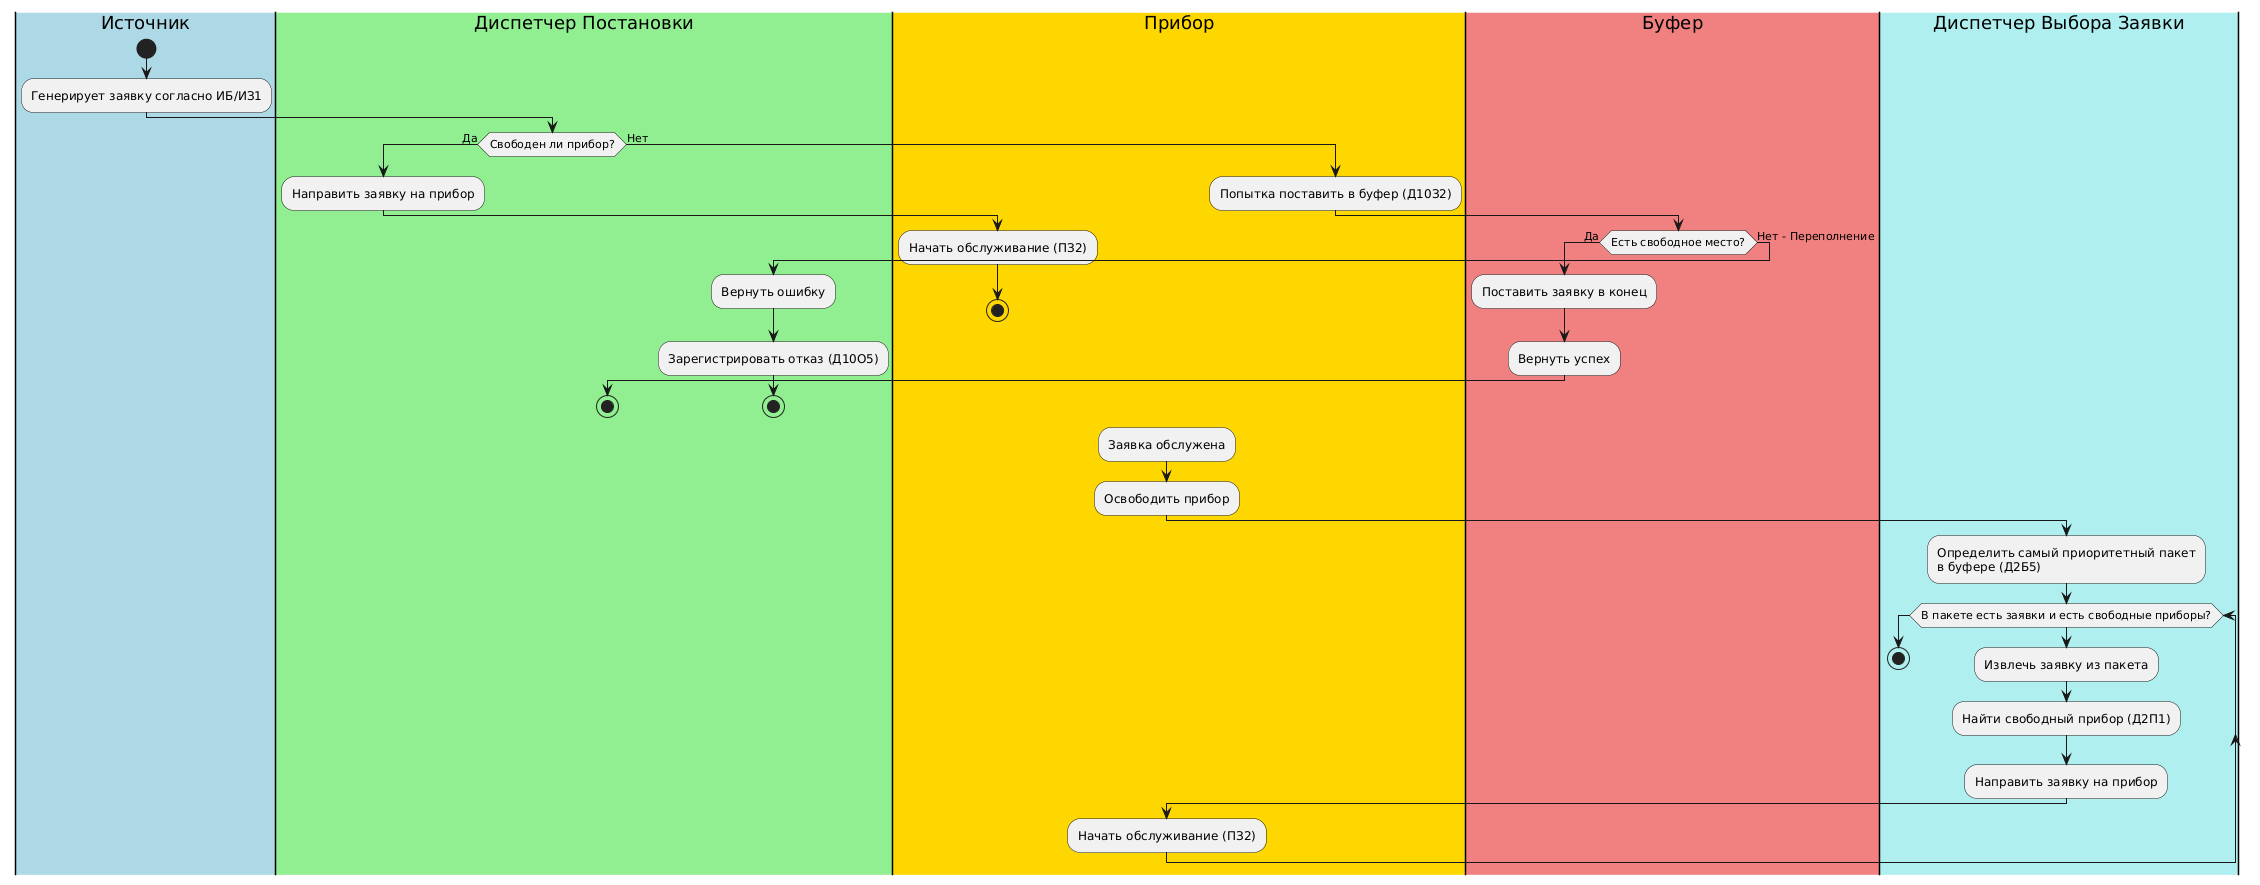 Источник
Диспетчер Постановки
Прибор
Буфер
Диспетчер Выбора Заявки
Генерирует заявку согласно ИБ/ИЗ1
Да
Свободен ли прибор?
Нет
Направить заявку на прибор
Попытка поставить в буфер (Д1ОЗ2)
Начать обслуживание (ПЗ2)
Да
Есть свободное место?
Нет - Переполнение
Вернуть ошибку
Поставить заявку в конец
Зарегистрировать отказ (Д1ОО5)
Вернуть успех
Заявка обслужена
Освободить прибор
Определить самый приоритетный пакет
в буфере (Д2Б5)
В пакете есть заявки и есть свободные приборы?
Извлечь заявку из пакета
Найти свободный прибор (Д2П1)
Направить заявку на прибор
Начать обслуживание (ПЗ2)